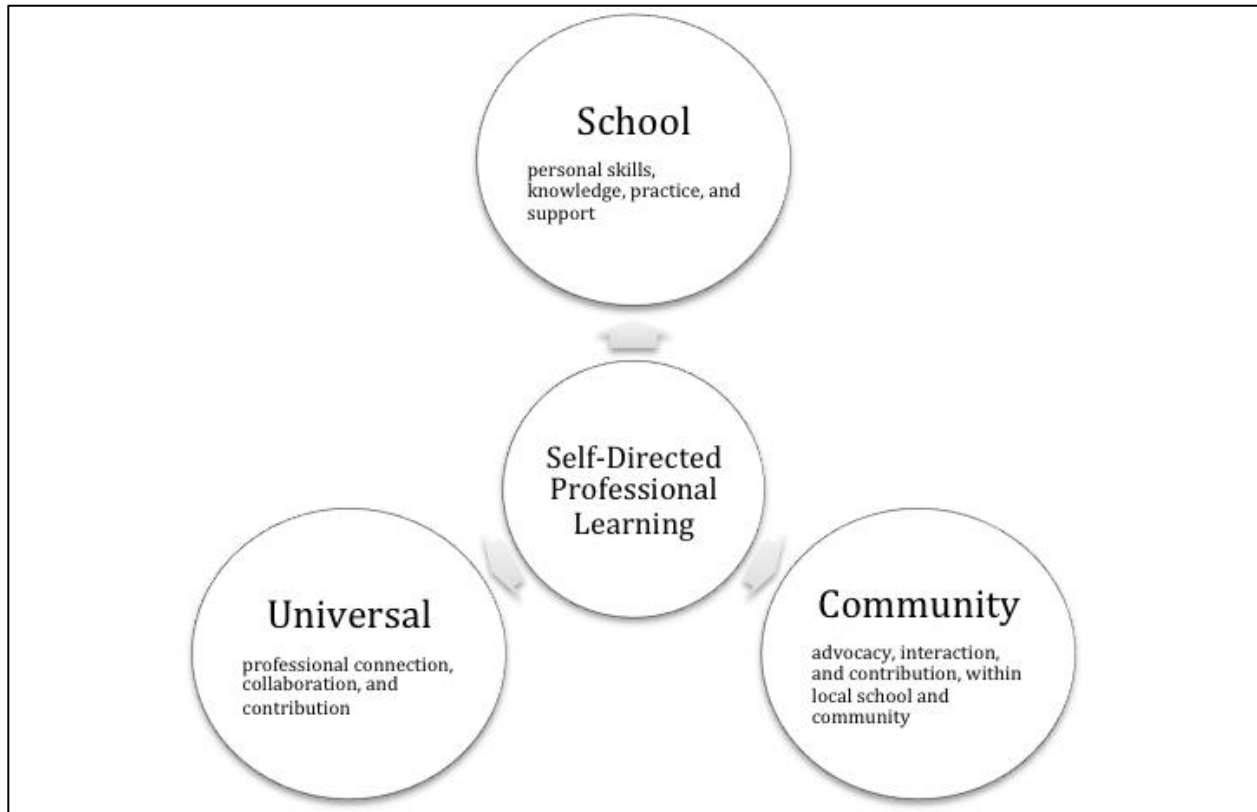 School
personal skills,
knowledge, practice, and
support
Self-Directed
Professional
Learning
Universal
professional connection,
collaboration, and
contribution
Community
advocacy, interaction,
and contribution, within
local school and
community